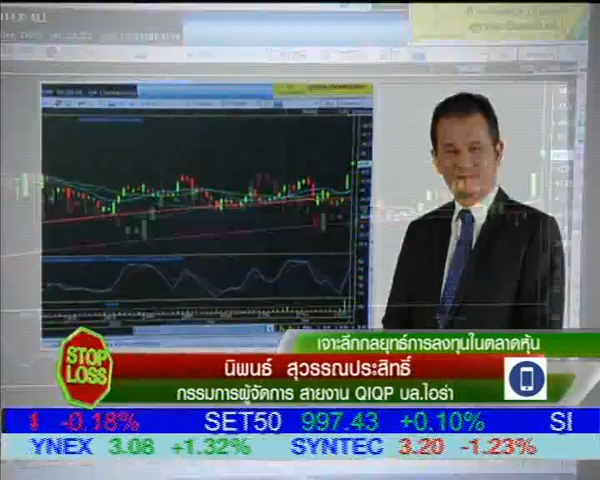 เจาะลึกกลยุทธ์การลงทุนในตลาดหุ้น
STOP
LOSS
นิพนธ์ สุวรรณประสิทธิ์
กรรมการผู้จัดการ สายงาน QIQP บล.ไอร่า
-0.18% SET50 997.43 +0.10% SI
YNEX 3.08 +1.32% SYNTEC 3.20 -1.23%